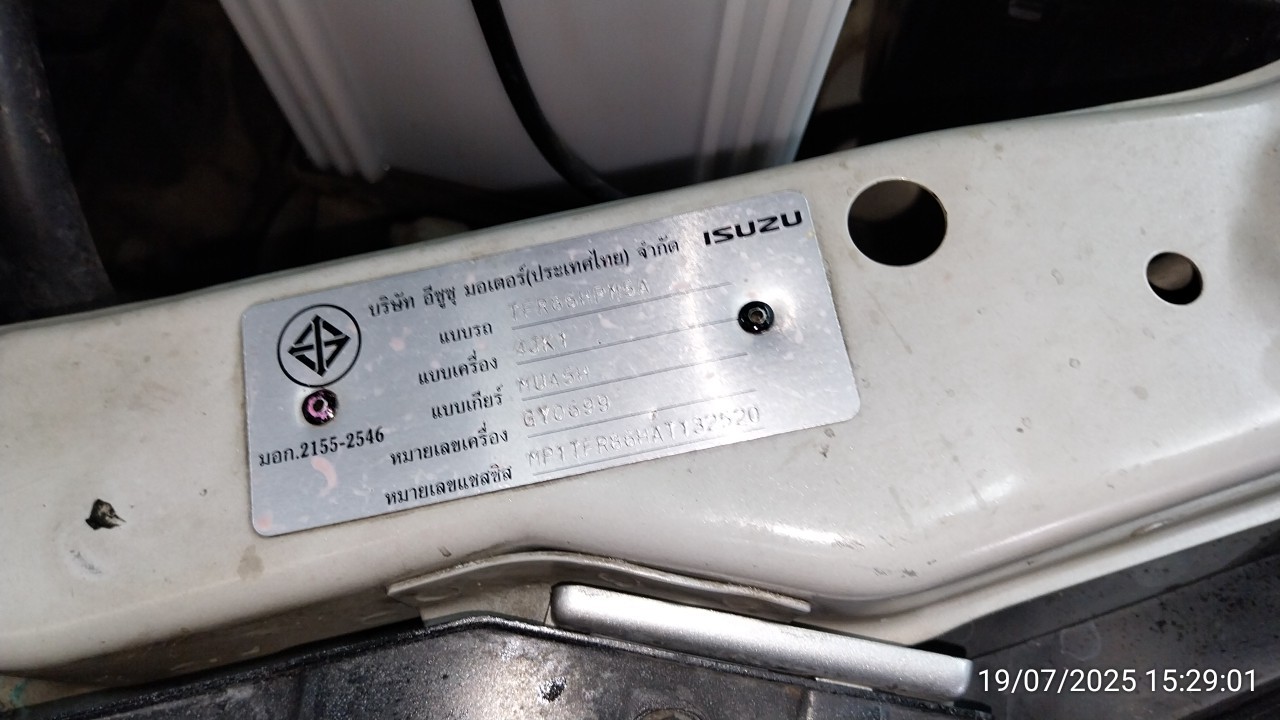 บริษัท อีซูซุ มอเตอร์(ประเทศไทย) จำกัด ISUZU
แบบรถ
แบบเครื่อง 4JK1
แบบเกียร์ MUA5H
หมายเลขเครื่อง GY0699
หมายเลขแชสซิส MP1TFR86HAT132520
มอก.2155-2546
19/07/2025 15:29:01